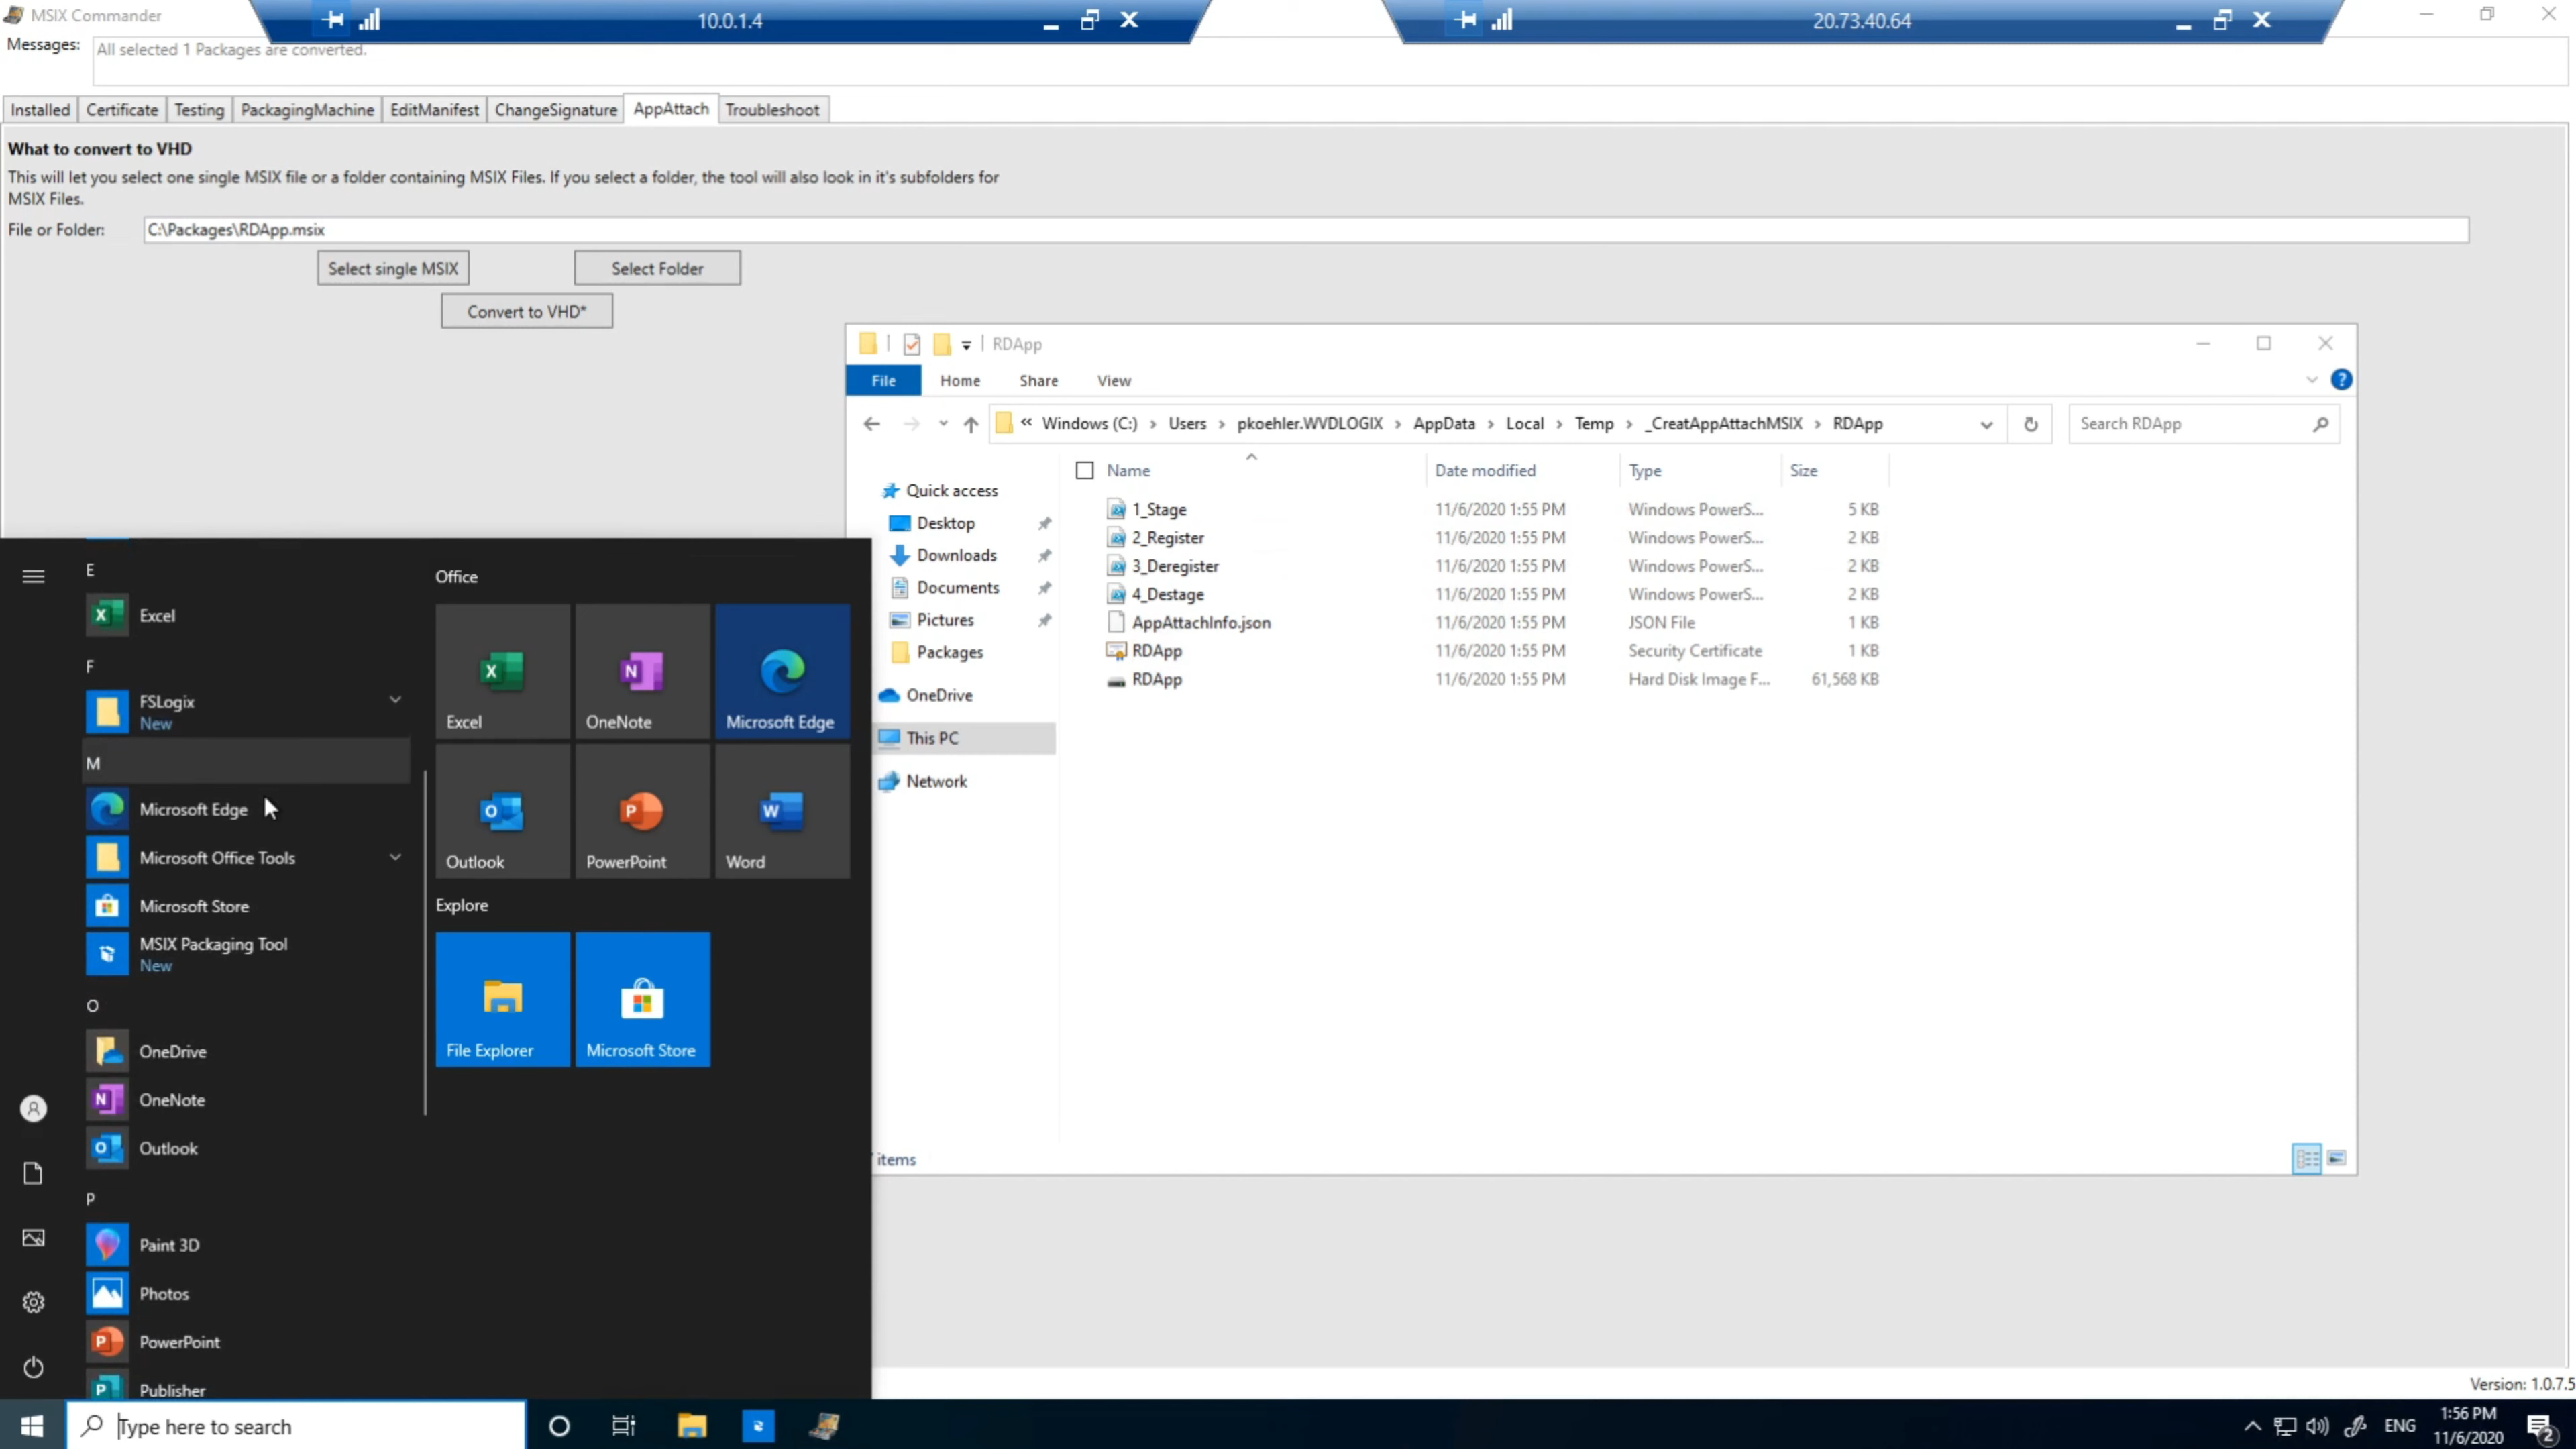 MSIX Commander
10.0.1.4
20.73.40.64
Messages:
All selected 1 Packages are converted.
Installed
Certificate
Testing
PackagingMachine
EditManifest
ChangeSignature
AppAttach
Troubleshoot
What to convert to VHD
This will let you select one single MSIX file or a folder containing MSIX Files. If you select a folder, the tool will also look in it's subfolders for
MSIX Files.
File or Folder:
C:\Packages\RDApp.msix
Select single MSIX
Select Folder
Convert to VHD*
RDApp
File
Home
Share
View
?
« Windows (C:) › Users › pkoehler.WVDLOGIX › AppData › Local › Temp › _CreatAppAttachMSIX › RDApp
Search RDApp
Name
Date modified
Type
Size
Quick access
Desktop
Downloads
Documents
Pictures
Packages
OneDrive
This PC
Network
1_Stage 11/6/2020 1:55 PM Windows PowerS... 5 KB
2_Register 11/6/2020 1:55 PM Windows PowerS... 2 KB
3_Deregister 11/6/2020 1:55 PM Windows PowerS... 2 KB
4_Destage 11/6/2020 1:55 PM Windows PowerS... 2 KB
AppAttachInfo.json 11/6/2020 1:55 PM JSON File 1 KB
RDApp 11/6/2020 1:55 PM Security Certificate 1 KB
RDApp 11/6/2020 1:55 PM Hard Disk Image F... 61,568 KB
items
E
Excel
F
FSLogix
New
M
Microsoft Edge
Microsoft Office Tools
Microsoft Store
MSIX Packaging Tool
New
O
OneDrive
OneNote
Outlook
P
Paint 3D
Photos
PowerPoint
Publisher
Office
Excel
OneNote
Microsoft Edge
Outlook
PowerPoint
Word
Explore
File Explorer
Microsoft Store
Version: 1.0.7.5
Type here to search
ENG
1:56 PM
11/6/2020
2